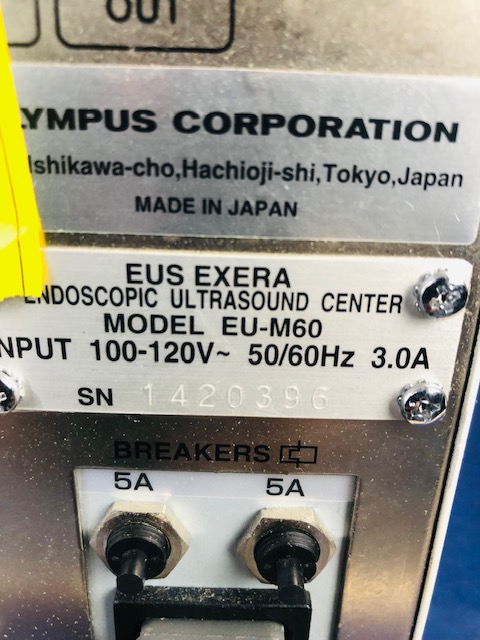 OUT
YMPUS CORPORATION
Ishikawa-cho,Hachioji-shi,Tokyo,Japan
MADE IN JAPAN
EUS EXERA
ENDOSCOPIC ULTRASOUND CENTER
MODEL EU-M60
NPUT 100-120V~ 50/60Hz 3.0A
SN 1420396
BREAKERS
5A 5A